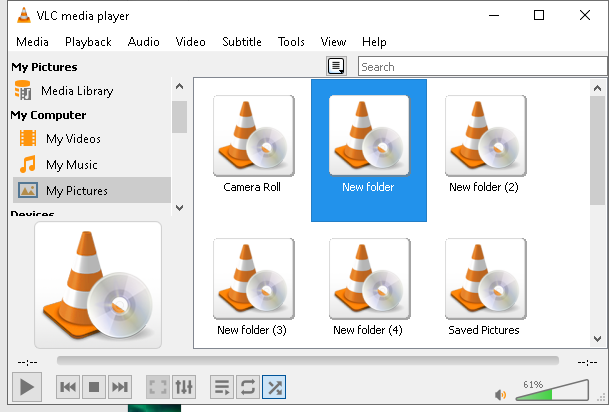 VLC media player
Media Playback Audio Video Subtitle Tools View Help
My Pictures
Search
Media Library
My Computer
My Videos
My Music
My Pictures
Devices
Camera Roll New folder New folder (2)
New folder (3) New folder (4) Saved Pictures
--:-- --:--
61%